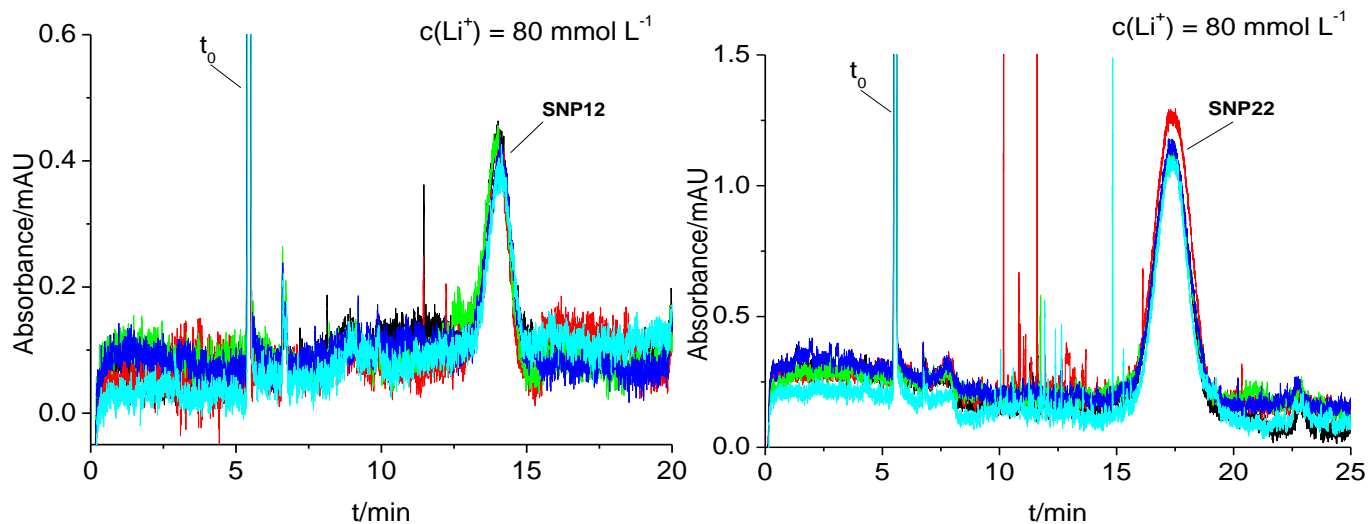 c(Li⁺) = 80 mmol L⁻¹
t₀
SNP12
Absorbance/mAU
0.6
0.4
0.2
0.0
0 5 10 15 20
t/min
c(Li⁺) = 80 mmol L⁻¹
t₀
SNP22
Absorbance/mAU
1.5
1.0
0.5
0.0
0 5 10 15 20 25
t/min